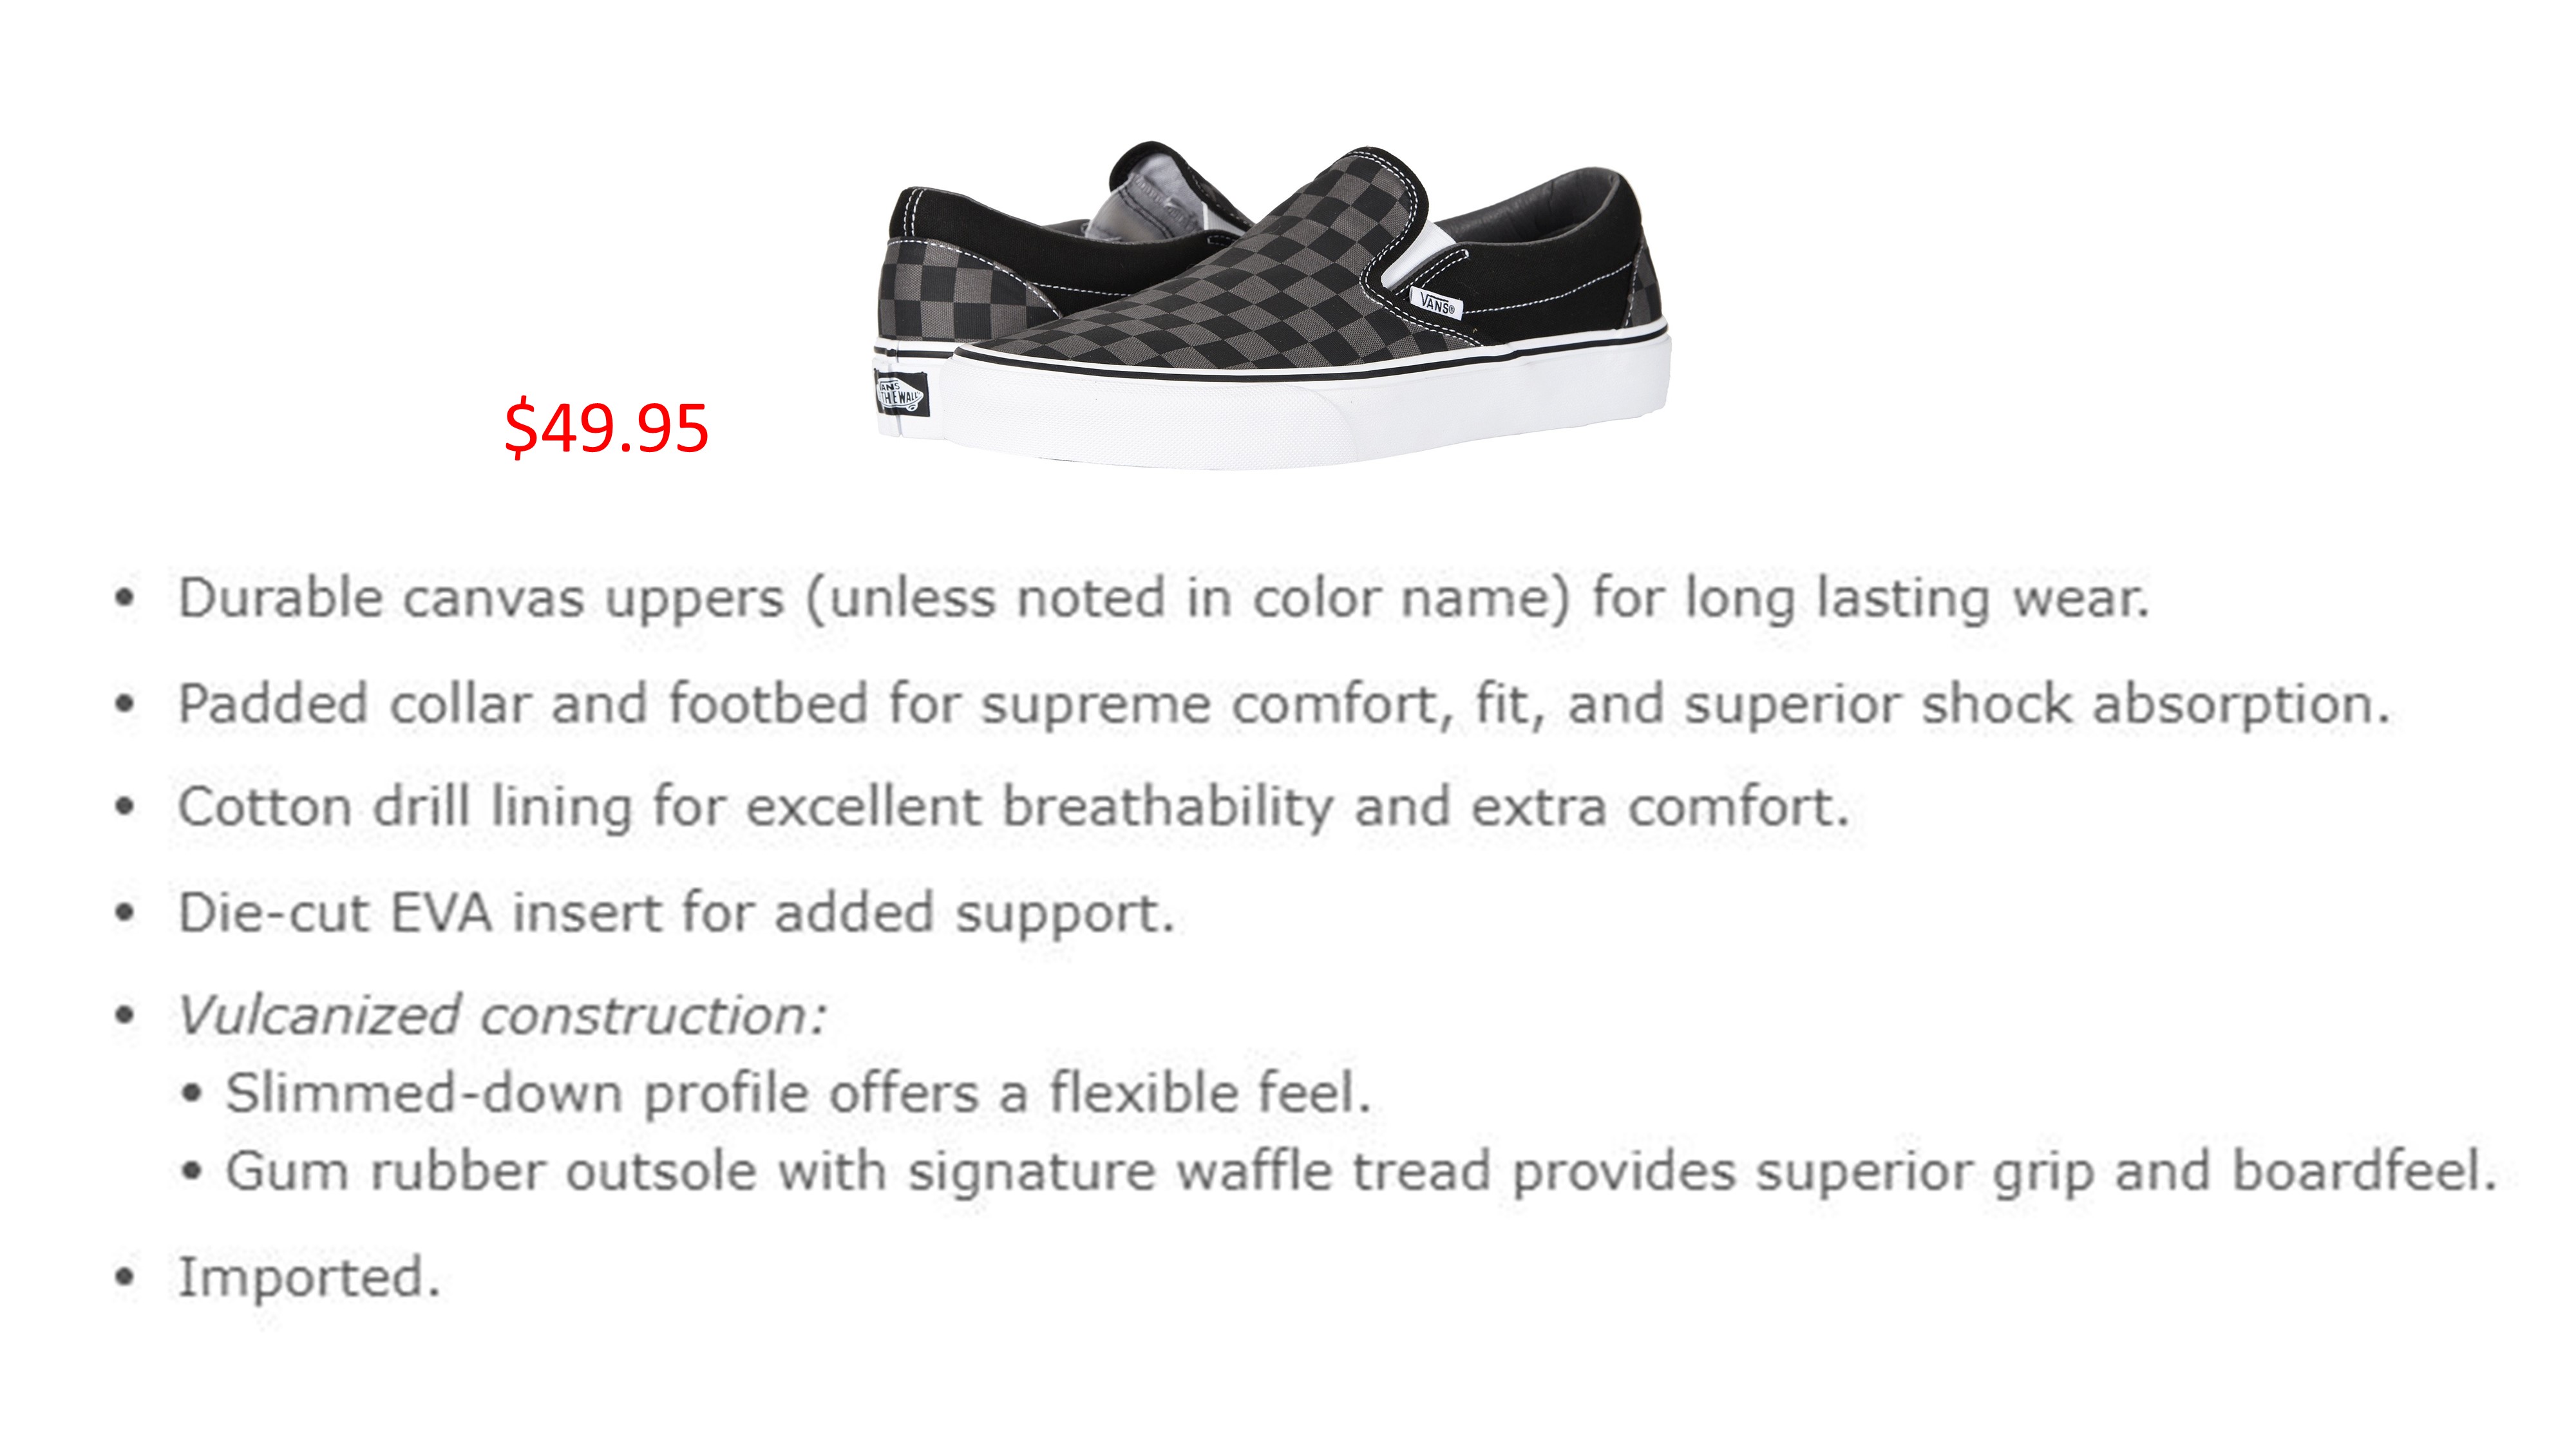 VANS®
VANS
THE WALL
$49.95
• Durable canvas uppers (unless noted in color name) for long lasting wear.
• Padded collar and footbed for supreme comfort, fit, and superior shock absorption.
• Cotton drill lining for excellent breathability and extra comfort.
• Die-cut EVA insert for added support.
• Vulcanized construction:
• Slimmed-down profile offers a flexible feel.
• Gum rubber outsole with signature waffle tread provides superior grip and boardfeel.
• Imported.